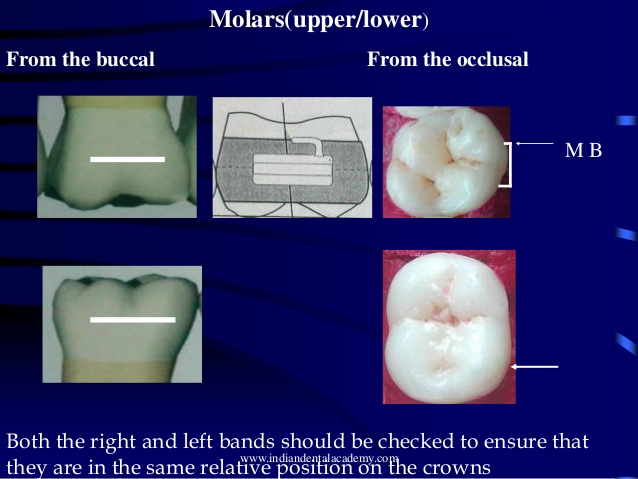 Molars(upper/lower)
From the buccal
From the occlusal
M B
Both the right and left bands should be checked to ensure that
they are in the same relative position on the crowns
www.indiandentalacademy.com